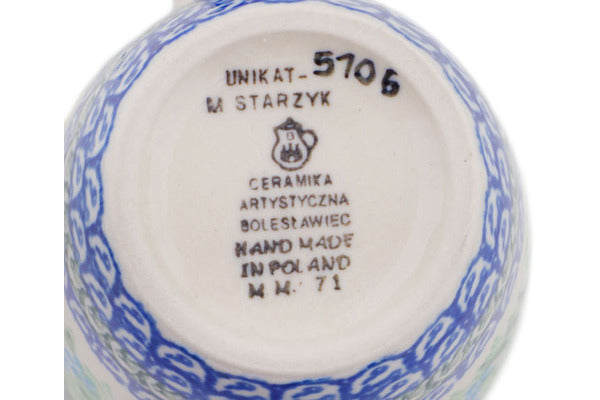 UNIKAT-5706
M STARZYK
CERAMIKA
ARTYSTYCZNA
BOLESŁAWIEC
HAND MADE
IN POLAND
M M. 71